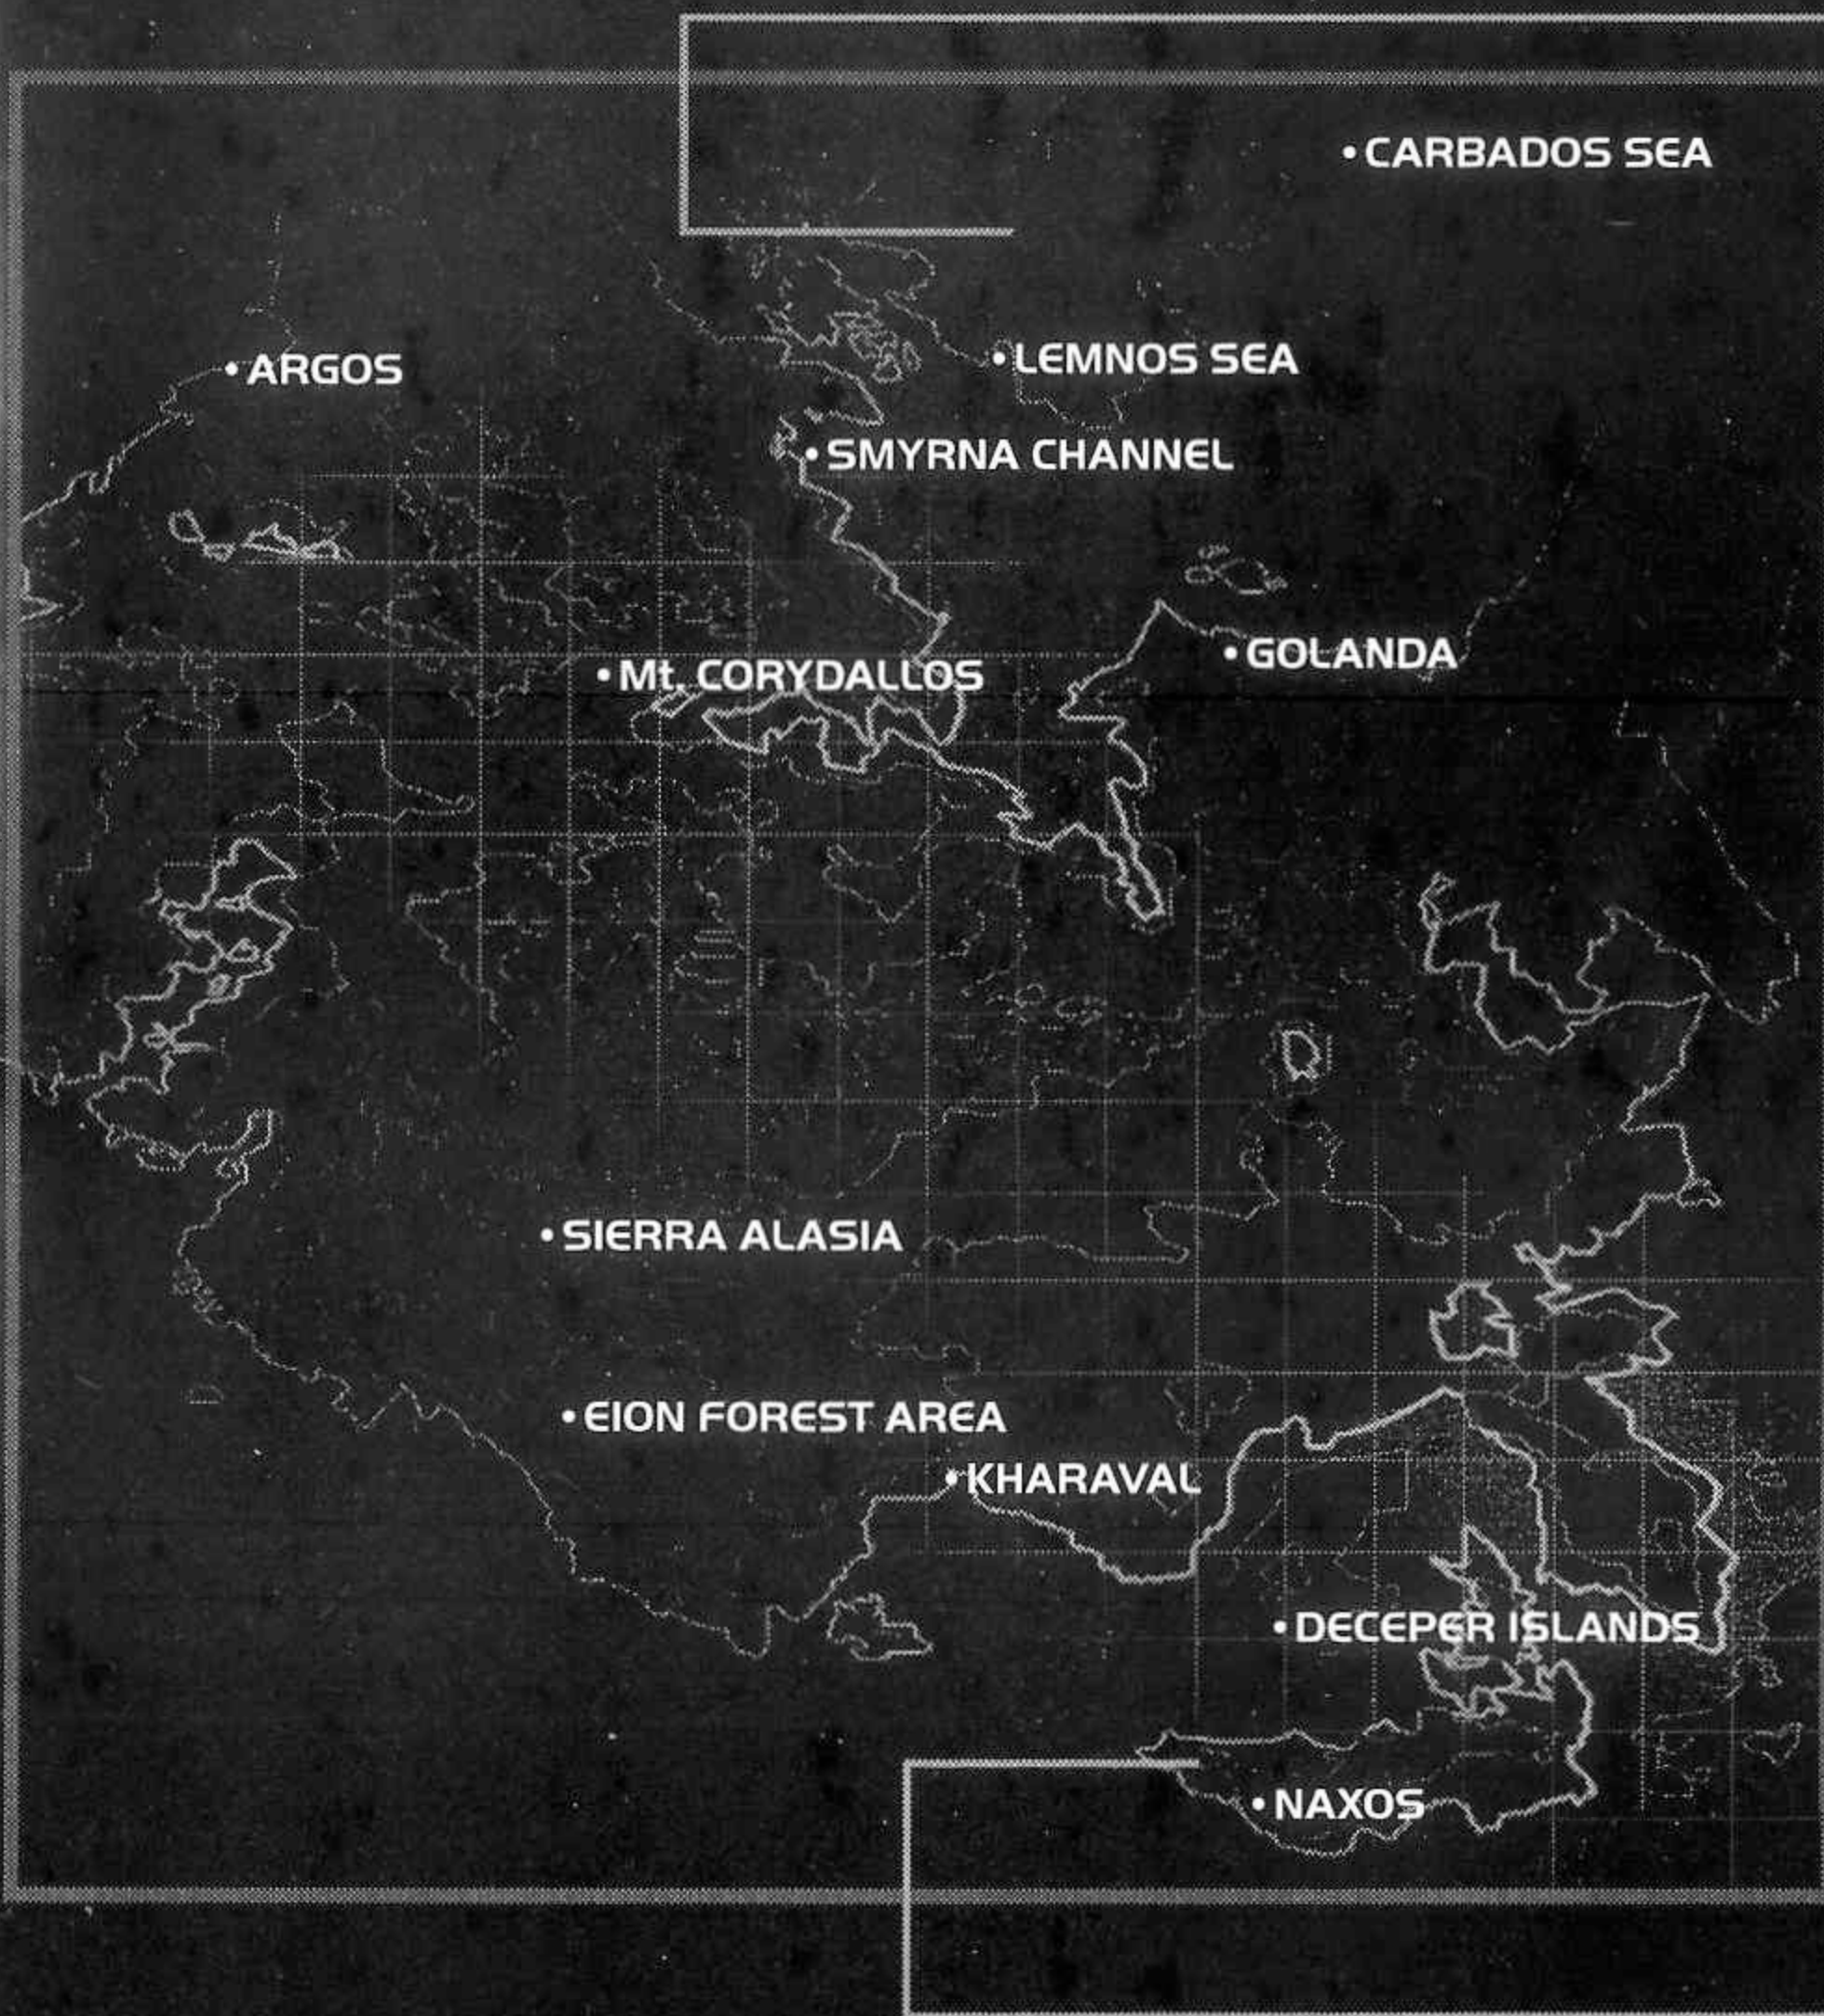 • CARBADOS SEA
• ARGOS
• LEMNOS SEA
• SMYRNA CHANNEL
• GOLANDA
• Mt. CORYDALLOS
• SIERRA ALASIA
• EION FOREST AREA
• KHARAVAL
• DECEPER ISLANDS
• NAXOS